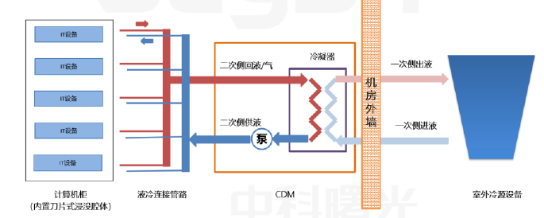 IT设备
IT设备
IT设备
IT设备
IT设备
计算机柜
(内置刀片式浸没腔体)
液冷连接管路
二次侧回液/气
二次侧供液
泵
冷凝器
CDM
机房外墙
一次侧出液
一次侧进液
室外冷源设备
中科曙光